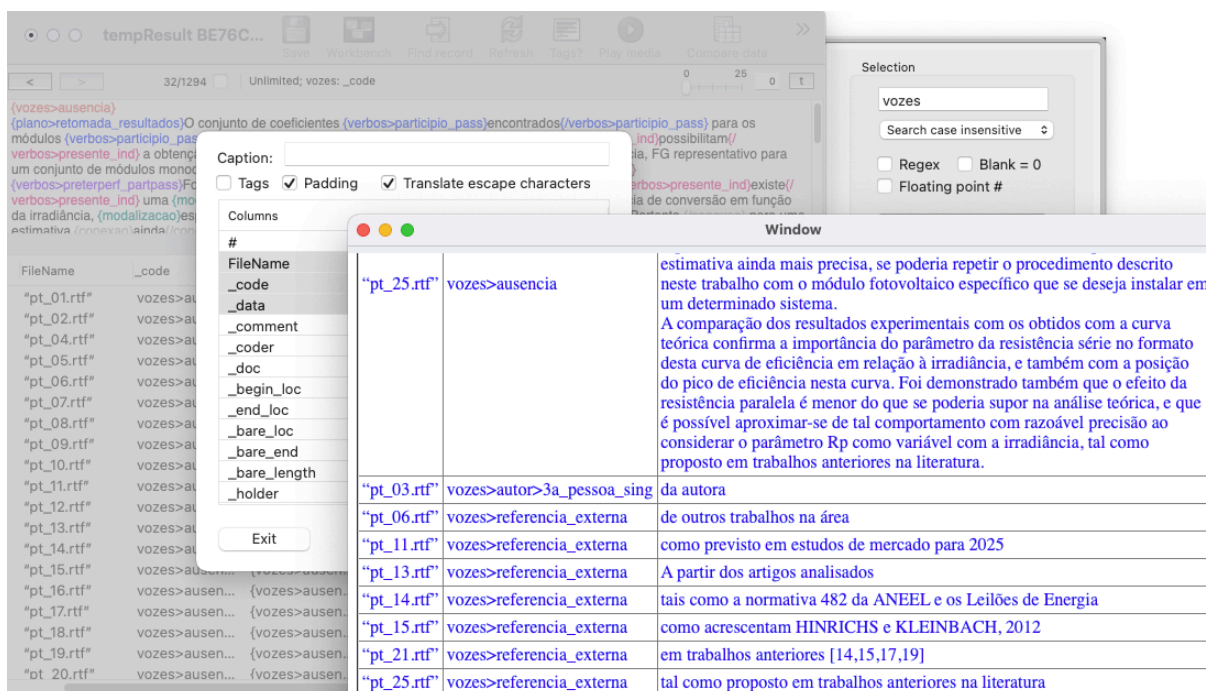 tempResult BE76C...
Save Workbench Find record Refresh Tags? Play media Compare data
< > 32/1294 Unlimited; vozes: _code 0 25 0 t
{vozes>ausencia}
{plano>retomada_resultados}O conjunto de coeficientes {verbos>participio_pass}encontrados{/verbos>participio_pass} para os
módulos {verbos>participio_pas _ind}possibilitam{/
verbos>presente_ind} a obtençã ia, FG representativo para
um conjunto de módulos monoc
{verbos>preterperf_partpass}Fo erbos>presente_ind}existe{/
verbos>presente_ind} uma {mo ia de conversão em função
da irradiância, {modalizacao}es
estimativa {conexao}ainda{/con
FileName _code
"pt_01.rtf" vozes>au
"pt_02.rtf" vozes>au
"pt_04.rtf" vozes>au
"pt_05.rtf" vozes>au
"pt_06.rtf" vozes>au
"pt_07.rtf" vozes>au
"pt_08.rtf" vozes>au
"pt_09.rtf" vozes>au
"pt_10.rtf" vozes>au
"pt_11.rtf" vozes>au
"pt_12.rtf" vozes>au
"pt_13.rtf" vozes>au
"pt_14.rtf" vozes>au
"pt_15.rtf" vozes>ausen... {vozes>ausen...
"pt_16.rtf" vozes>ausen... {vozes>ausen.
"pt_17.rtf" vozes>ausen... {vozes>ausen.
"pt_18.rtf" vozes>ausen... {vozes>ausen.
"pt_19.rtf" vozes>ausen... {vozes>ausen.
"pt_20.rtf" vozes>ausen... {vozes>ausen.
Caption:
Tags Padding Translate escape characters
Columns
#
FileName
_code
_data
_comment
_coder
_doc
_begin_loc
_end_loc
_bare_loc
_bare_end
_bare_length
_holder
Exit
Selection
vozes
Search case insensitive
Regex Blank = 0
Floating point #
Window
estimativa ainda mais precisa, se poderia repetir o procedimento descrito
“pt_25.rtf” vozes>ausencia neste trabalho com o módulo fotovoltaico específico que se deseja instalar em
um determinado sistema.
A comparação dos resultados experimentais com os obtidos com a curva
teórica confirma a importância do parâmetro da resistência série no formato
desta curva de eficiência em relação à irradiância, e também com a posição
do pico de eficiência nesta curva. Foi demonstrado também que o efeito da
resistência paralela é menor do que se poderia supor na análise teórica, e que
é possível aproximar-se de tal comportamento com razoável precisão ao
considerar o parâmetro Rp como variável com a irradiância, tal como
proposto em trabalhos anteriores na literatura.
“pt_03.rtf” vozes>autor>3a_pessoa_sing da autora
“pt_06.rtf” vozes>referencia_externa de outros trabalhos na área
“pt_11.rtf” vozes>referencia_externa como previsto em estudos de mercado para 2025
“pt_13.rtf” vozes>referencia_externa A partir dos artigos analisados
“pt_14.rtf” vozes>referencia_externa tais como a normativa 482 da ANEEL e os Leilões de Energia
“pt_15.rtf” vozes>referencia_externa como acrescentam HINRICHS e KLEINBACH, 2012
“pt_21.rtf” vozes>referencia_externa em trabalhos anteriores [14,15,17,19]
“pt_25.rtf” vozes>referencia_externa tal como proposto em trabalhos anteriores na literatura